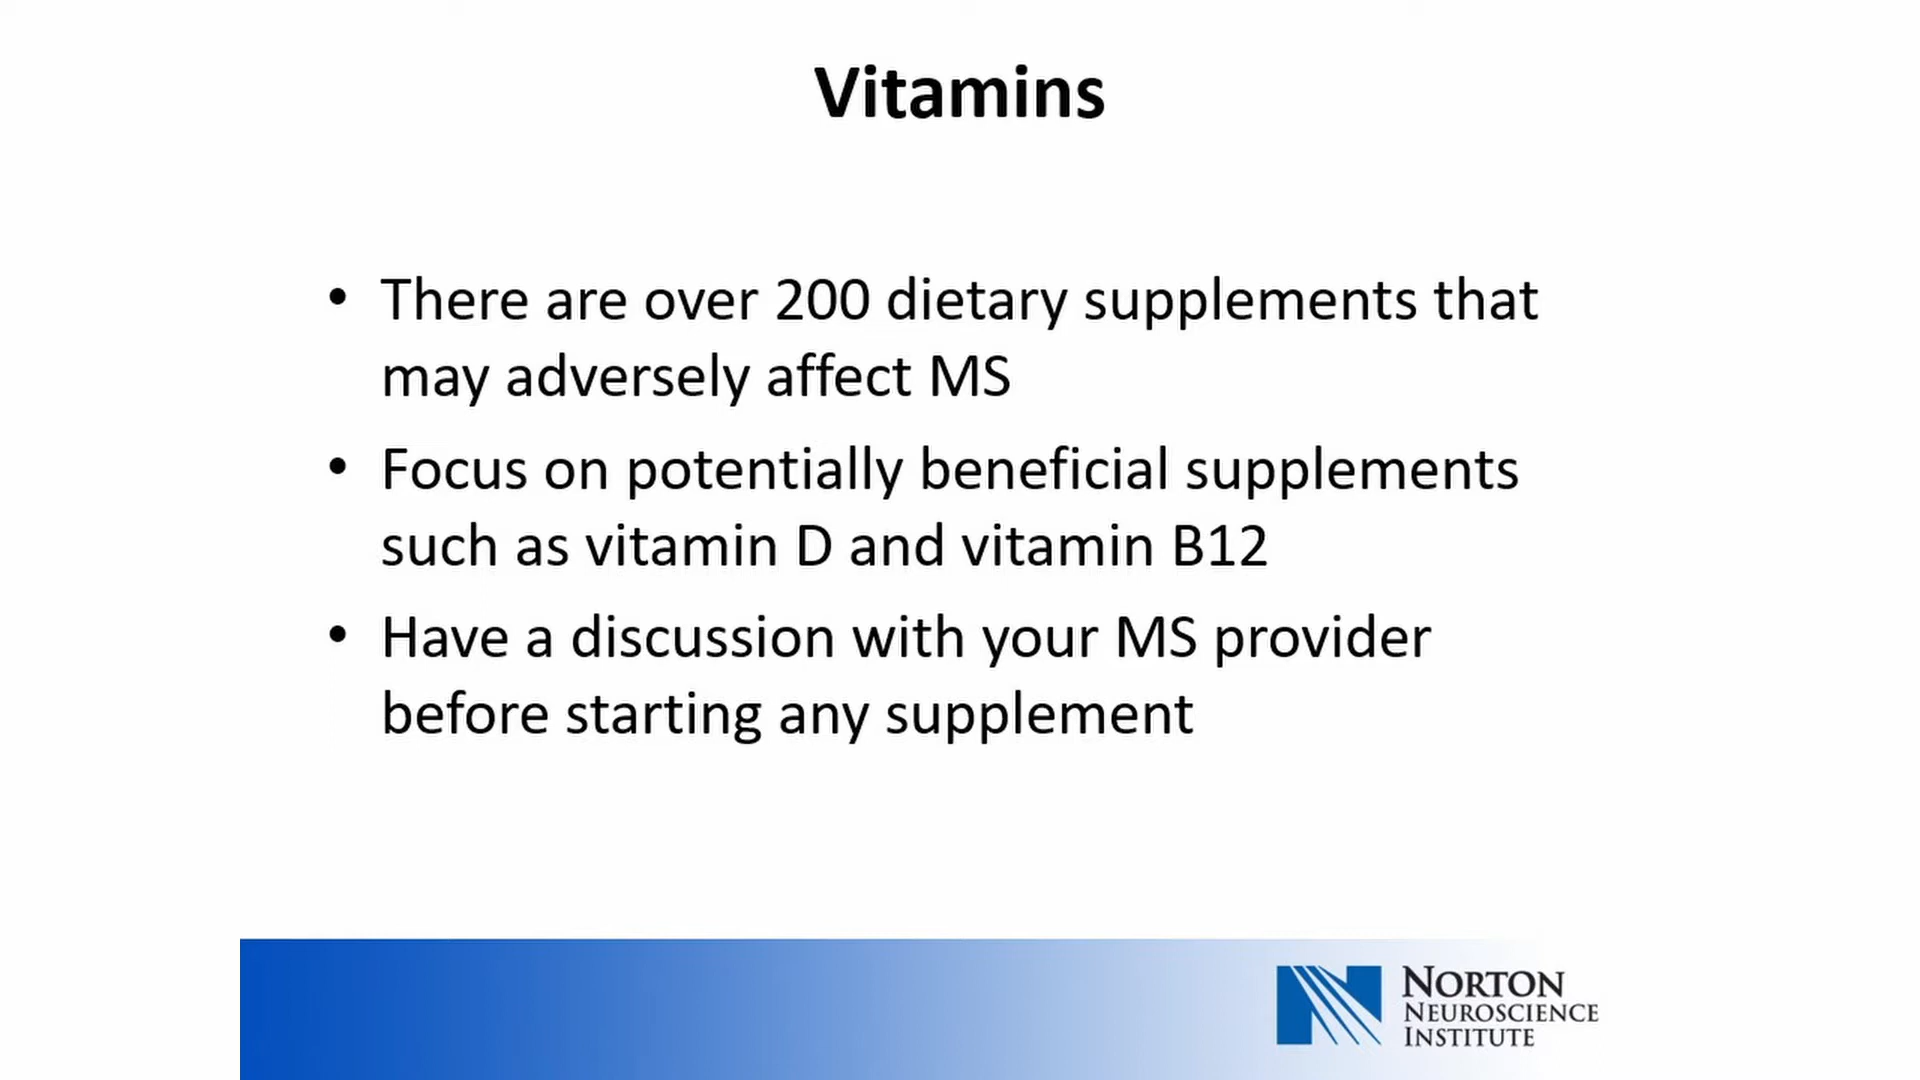 Vitamins
• There are over 200 dietary supplements that
may adversely affect MS
• Focus on potentially beneficial supplements
such as vitamin D and vitamin B12
• Have a discussion with your MS provider
before starting any supplement
NORTON
NEUROSCIENCE
INSTITUTE